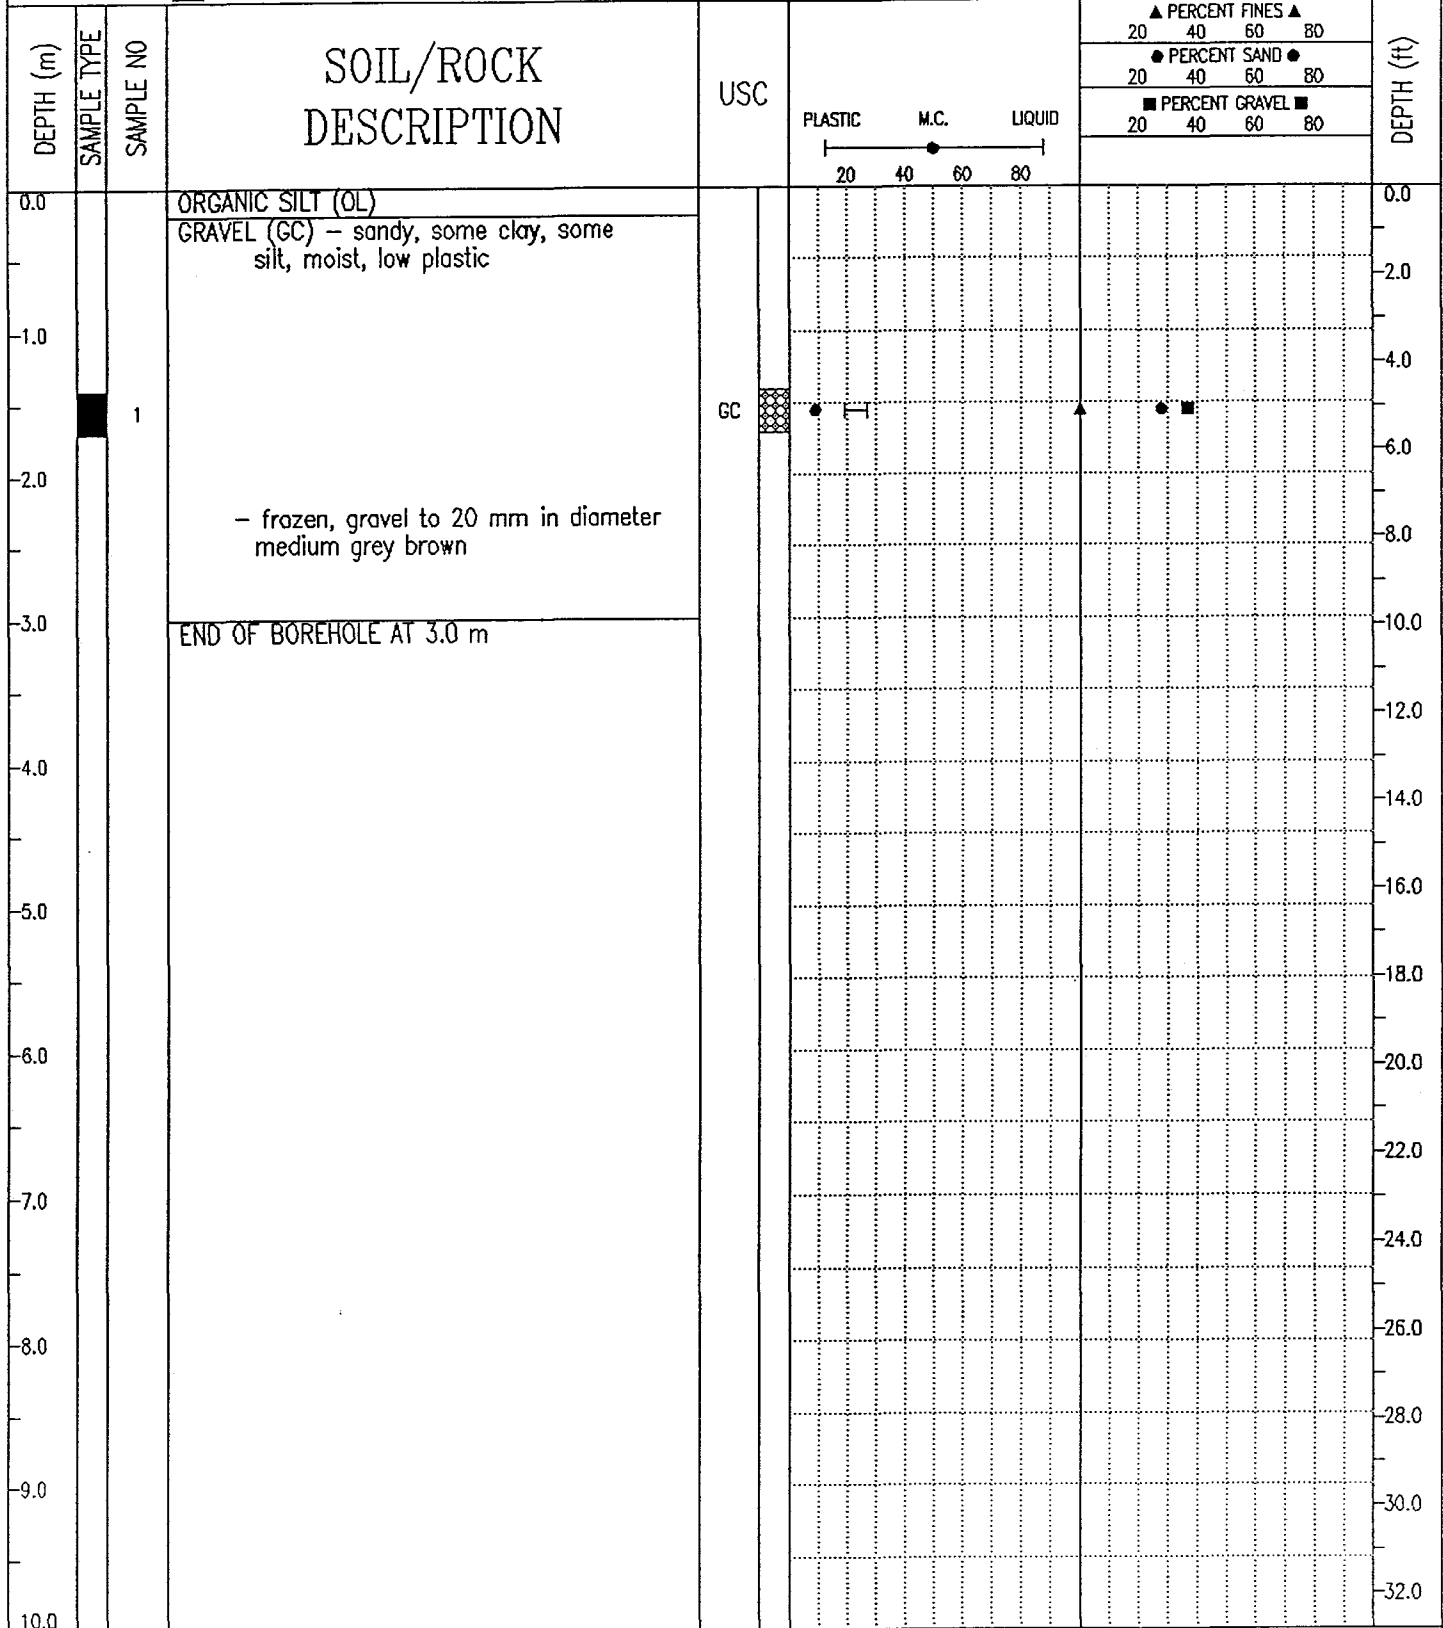 ▲ PERCENT FINES ▲
20 40 60 80
● PERCENT SAND ●
20 40 60 80
■ PERCENT GRAVEL ■
20 40 60 80
DEPTH (m)
SAMPLE TYPE
SAMPLE NO
SOIL/ROCK
DESCRIPTION
USC
PLASTIC M.C. LIQUID
20 40 60 80
DEPTH (ft)
0.0
ORGANIC SILT (OL)
0.0
GRAVEL (GC) – sandy, some clay, some
silt, moist, low plastic
2.0
1.0
4.0
1
GC
6.0
2.0
– frozen, gravel to 20 mm in diameter
8.0
medium grey brown
3.0
END OF BOREHOLE AT 3.0 m
10.0
12.0
4.0
14.0
16.0
5.0
18.0
6.0
20.0
22.0
7.0
24.0
26.0
8.0
28.0
9.0
30.0
32.0
10.0